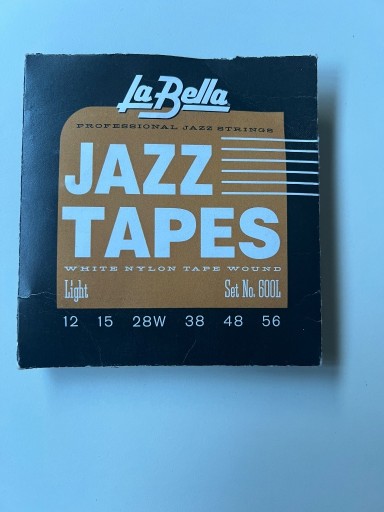 La Bella
PROFESSIONAL JAZZ STRINGS
JAZZ
TAPES
WHITE NYLON TAPE WOUND
Light Set No. 600L
12 15 28W 38 48 56